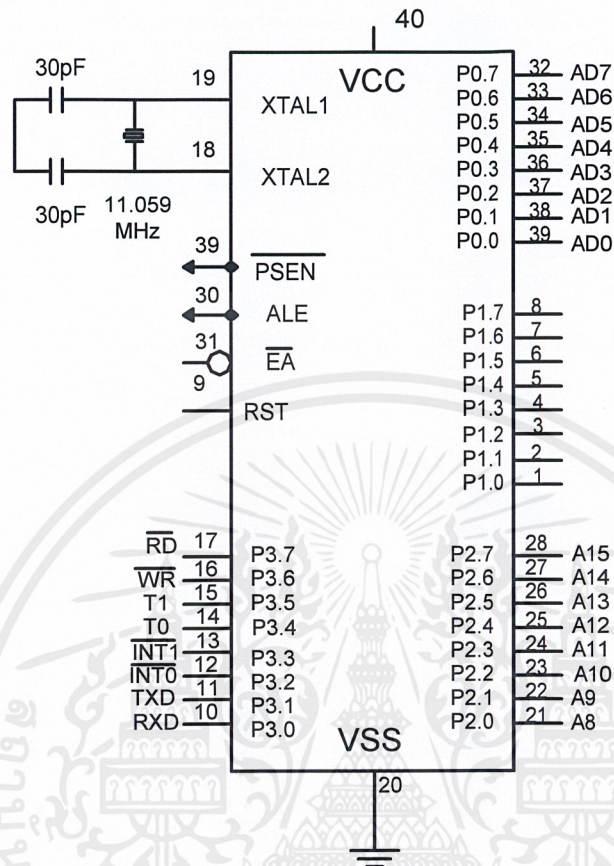 40
30pF 19 VCC P0.7 32 AD7
XTAL1 P0.6 33 AD6
P0.5 34 AD5
18 P0.4 35 AD4
XTAL2 P0.3 36 AD3
30pF 11.059 P0.2 37 AD2
MHz P0.1 38 AD1
39 P0.0 39 AD0
PSEN
30 ALE P1.7 8
31 P1.6 7
EA P1.5 6
9 P1.4 5
RST P1.3 4
P1.2 3
P1.1 2
P1.0 1
RD 17 P3.7 P2.7 28 A15
WR 16 P3.6 P2.6 27 A14
T1 15 P3.5 P2.5 26 A13
T0 14 P3.4 P2.4 25 A12
INT1 13 P3.3 P2.3 24 A11
INT0 12 P3.2 P2.2 23 A10
TXD 11 P3.1 P2.1 22 A9
RXD 10 P3.0 P2.0 21 A8
VSS
20